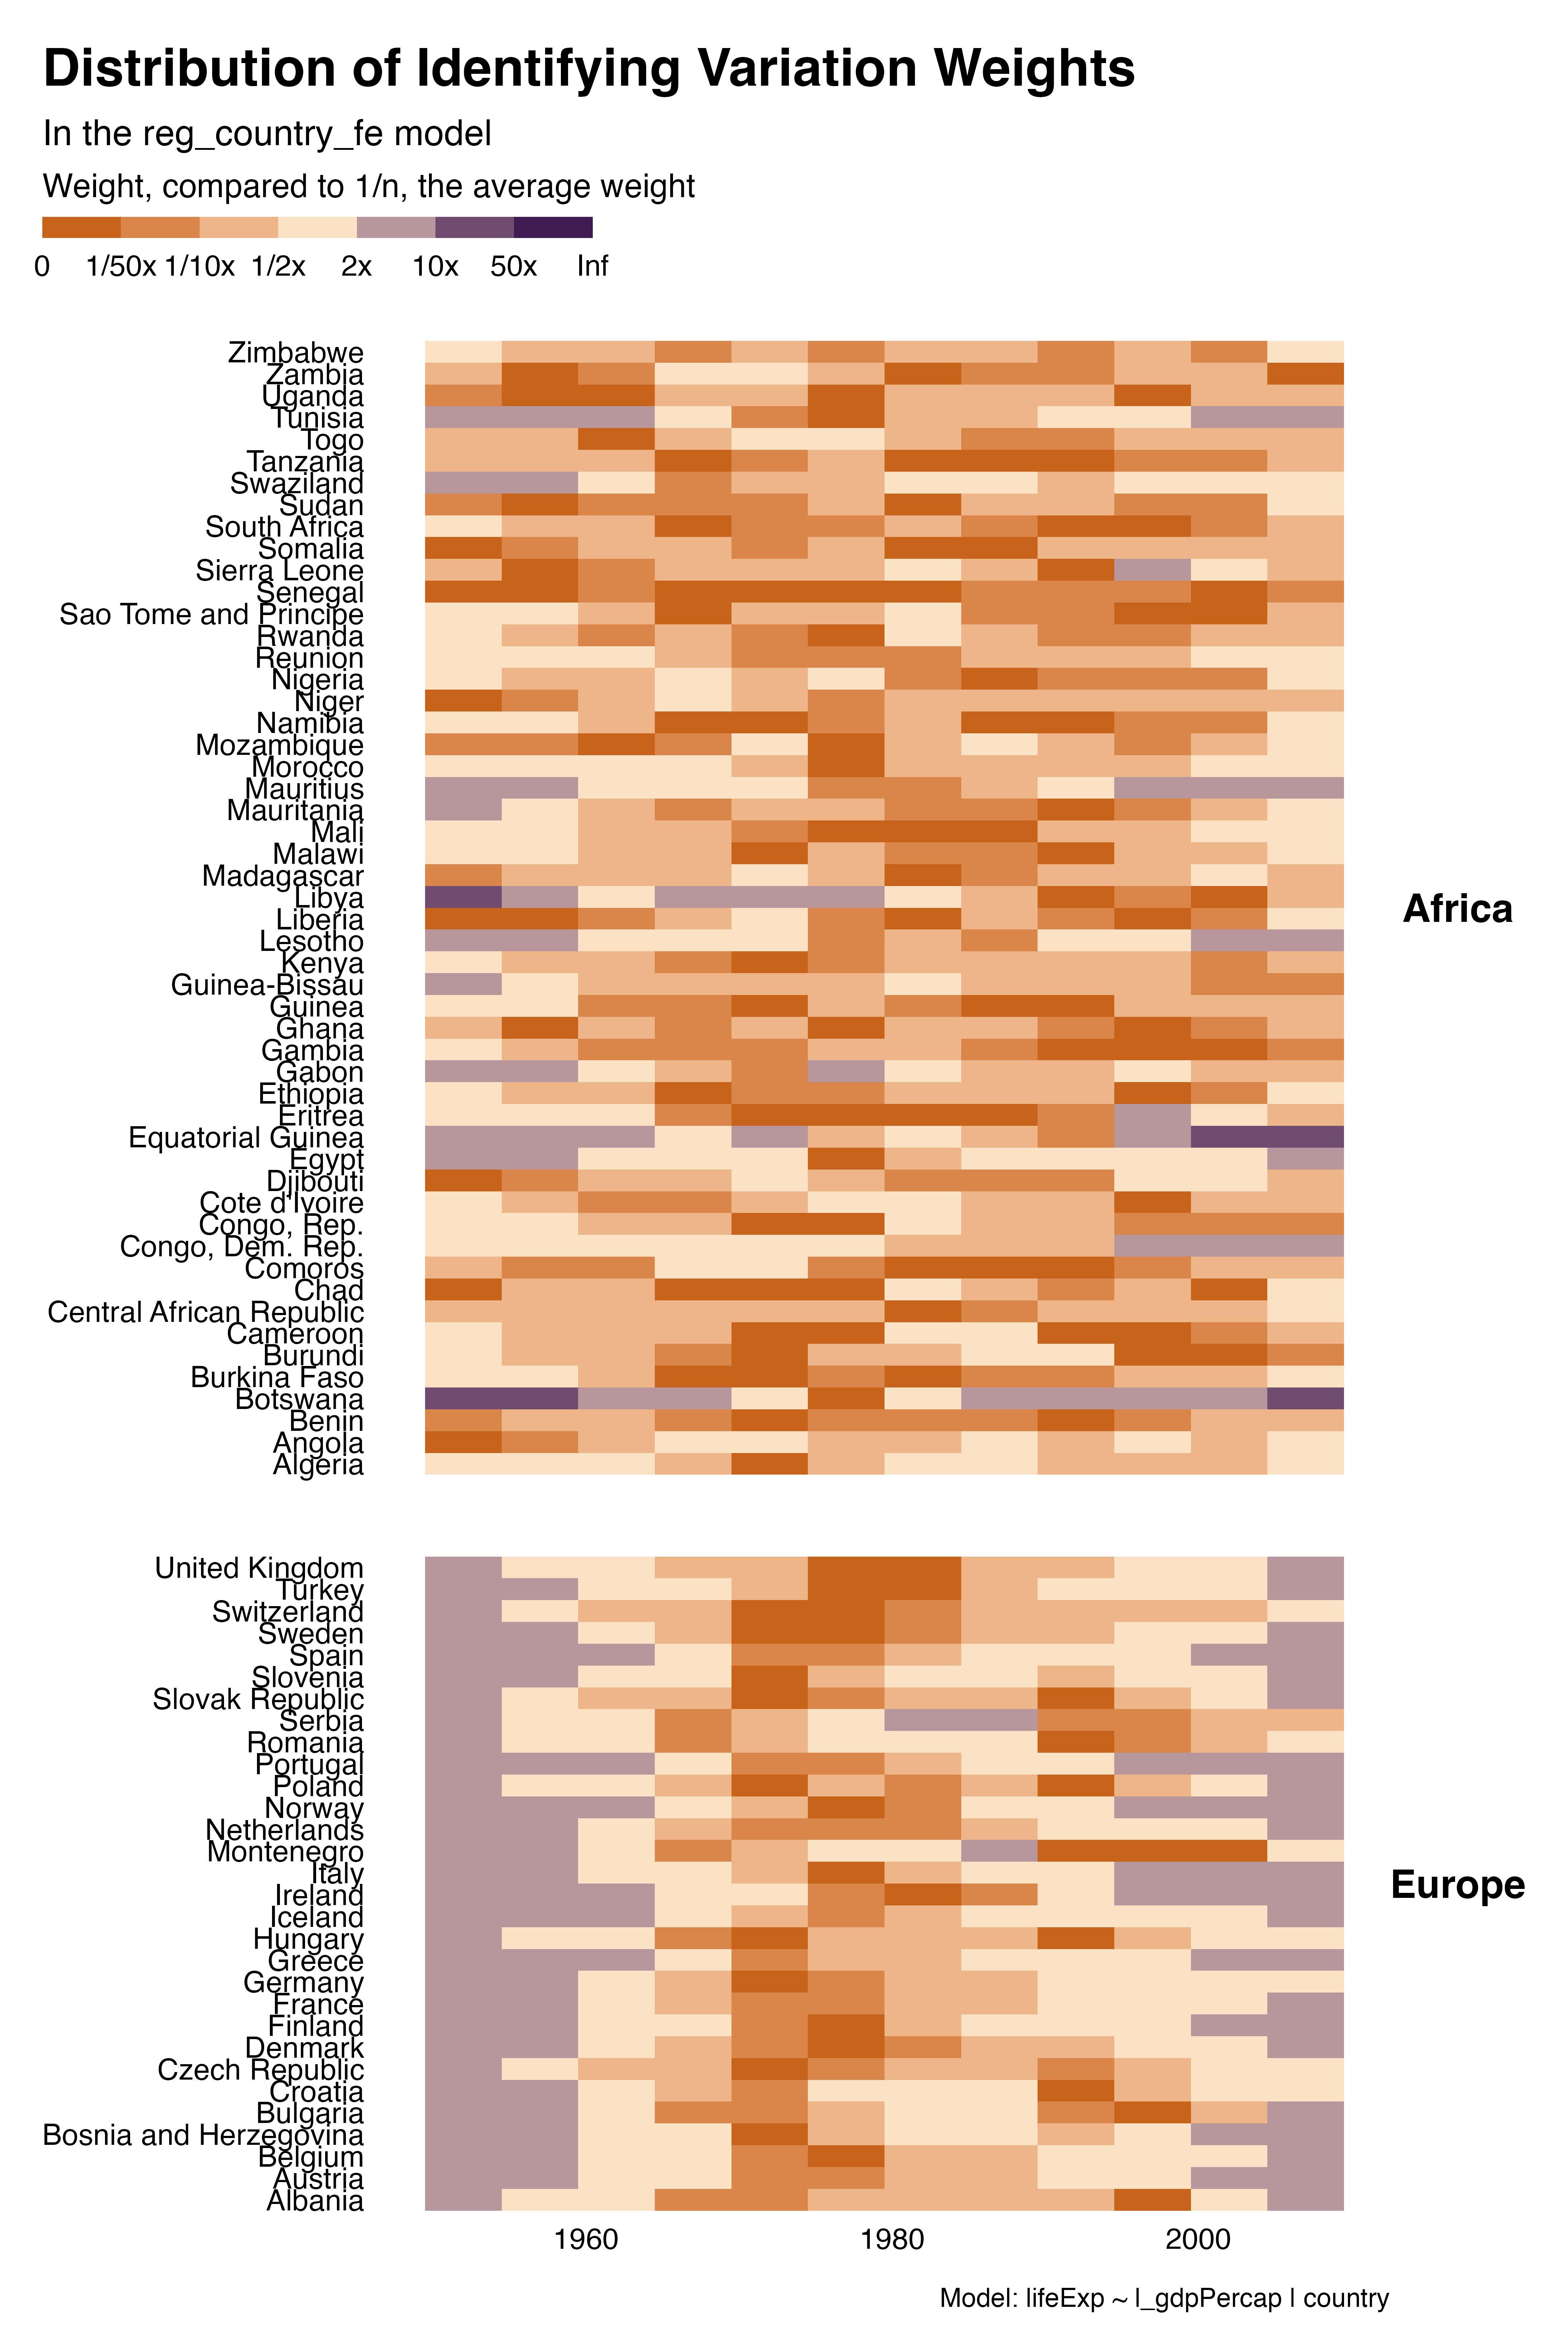 Distribution of Identifying Variation Weights
In the reg_country_fe model
Weight, compared to 1/n, the average weight
0 1/50x 1/10x 1/2x 2x 10x 50x Inf
Zimbabwe
Zambia
Uganda
Tunisia
Togo
Tanzania
Swaziland
Sudan
South Africa
Somalia
Sierra Leone
Senegal
Sao Tome and Principe
Rwanda
Reunion
Nigeria
Niger
Namibia
Mozambique
Morocco
Mauritius
Mauritania
Mali
Malawi
Madagascar
Libya
Africa
Liberia
Lesotho
Kenya
Guinea-Bissau
Guinea
Ghana
Gambia
Gabon
Ethiopia
Eritrea
Equatorial Guinea
Egypt
Djibouti
Cote d'Ivoire
Congo, Rep.
Congo, Dem. Rep.
Comoros
Chad
Central African Republic
Cameroon
Burundi
Burkina Faso
Botswana
Benin
Angola
Algeria
United Kingdom
Turkey
Switzerland
Sweden
Spain
Slovenia
Slovak Republic
Serbia
Romania
Portugal
Poland
Norway
Netherlands
Montenegro
Italy
Europe
Ireland
Iceland
Hungary
Greece
Germany
France
Finland
Denmark
Czech Republic
Croatia
Bulgaria
Bosnia and Herzegovina
Belgium
Austria
Albania
1960 1980 2000
Model: lifeExp ~ l_gdpPercap | country